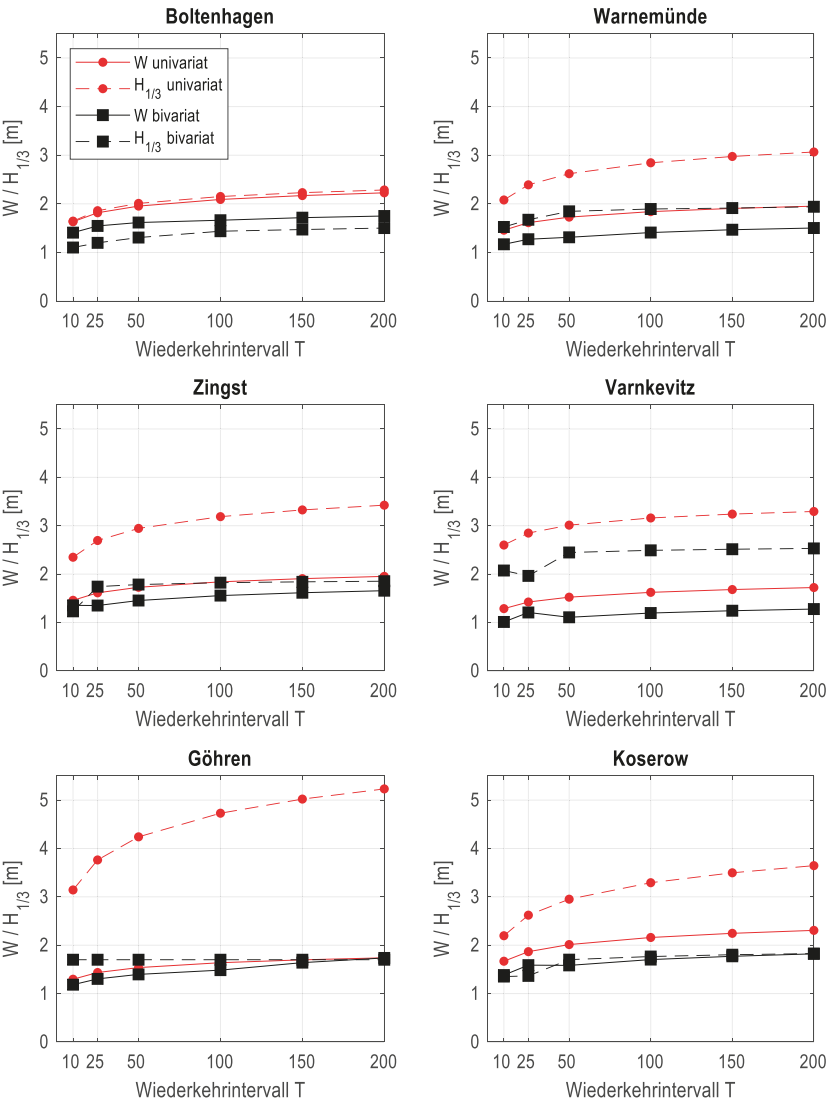 Boltenhagen
W / H1/3 [m]
5
4
3
2
1
0
W univariat
H1/3 univariat
W bivariat
H1/3 bivariat
10 25 50 100 150 200
Wiederkehrintervall T
Warnemünde
W / H1/3 [m]
5
4
3
2
1
0
10 25 50 100 150 200
Wiederkehrintervall T
Zingst
W / H1/3 [m]
5
4
3
2
1
0
10 25 50 100 150 200
Wiederkehrintervall T
Varnkevitz
W / H1/3 [m]
5
4
3
2
1
0
10 25 50 100 150 200
Wiederkehrintervall T
Göhren
W / H1/3 [m]
5
4
3
2
1
0
10 25 50 100 150 200
Wiederkehrintervall T
Koserow
W / H1/3 [m]
5
4
3
2
1
0
10 25 50 100 150 200
Wiederkehrintervall T